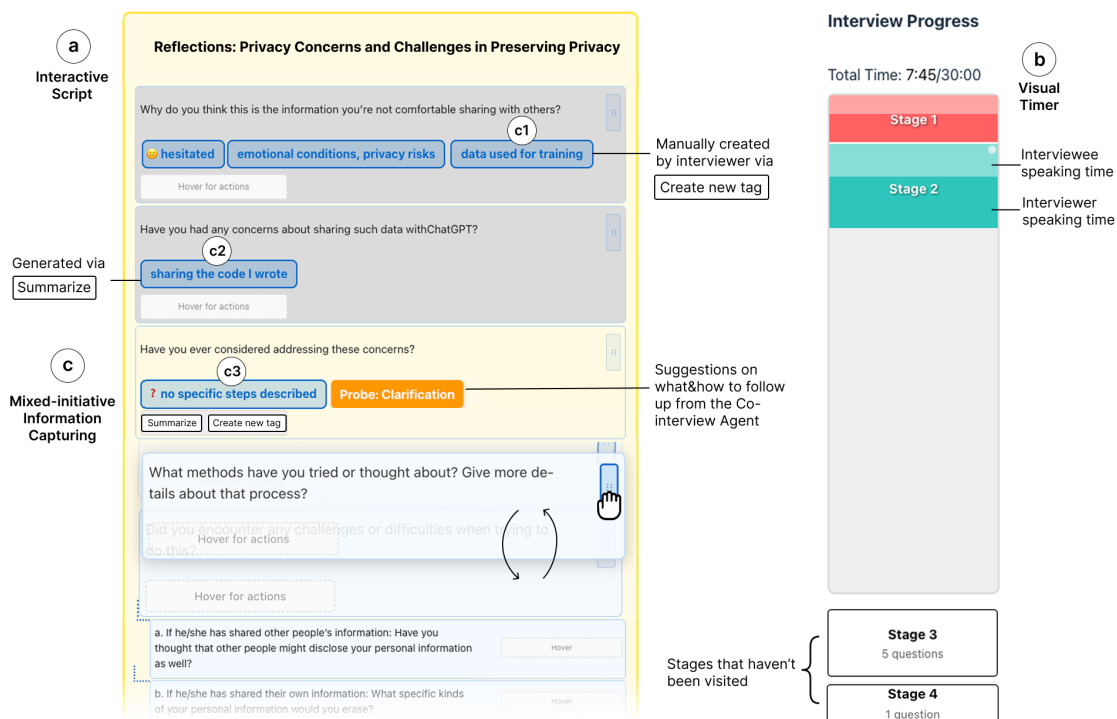 a
Interactive
Script
Reflections: Privacy Concerns and Challenges in Preserving Privacy
Why do you think this is the information you're not comfortable sharing with others?
c1
hesitated
emotional conditions, privacy risks
data used for training
Hover for actions
Manually created
by interviewer via
Create new tag
Have you had any concerns about sharing such data withChatGPT?
c2
sharing the code I wrote
Hover for actions
Generated via
Summarize
Have you ever considered addressing these concerns?
c3
? no specific steps described
Probe: Clarification
Summarize
Create new tag
c
Mixed-initiative
Information
Capturing
Suggestions on
what&how to follow
up from the Co-
interview Agent
What methods have you tried or thought about? Give more de-
tails about that process?
Did you encounter any challenges or difficulties when trying to
do this?
Hover for actions
Hover for actions
a. If he/she has shared other people's information: Have you
thought that other people might disclose your personal information
as well?
Hover
b. If he/she has shared their own information: What specific kinds
of your personal information would you erase?
Hover
Interview Progress
Total Time: 7:45/30:00
b
Visual
Timer
Stage 1
Stage 2
Interviewee
speaking time
Interviewer
speaking time
Stages that haven't
been visited
Stage 3
5 questions
Stage 4
1 question